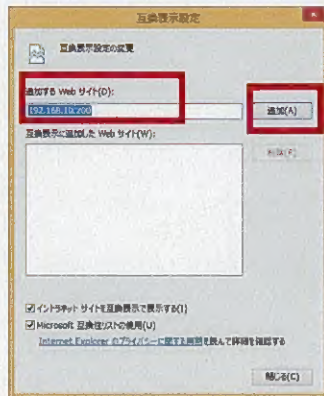 互換表示設定
互換表示設定の変更
追加する Web サイト(D):
192.168.10.200
追加(A)
互換表示に追加した Web サイト(W):
削除(R)
イントラネット サイトを互換表示で表示する(I)
Microsoft 互換性リストの使用(U)
Internet Explorer のプライバシーに関する声明を読んで詳細を確認する
閉じる(C)